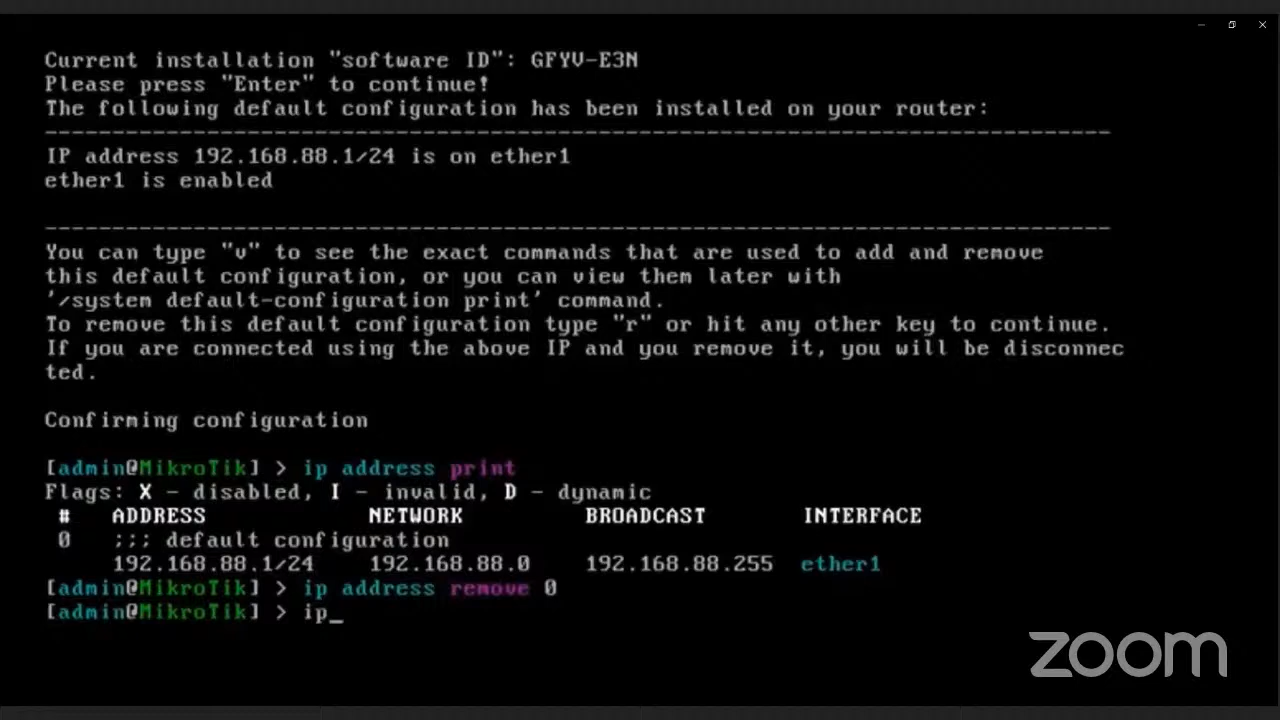 Current installation "software ID": GFYV-E3N
Please press "Enter" to continue!
The following default configuration has been installed on your router:
-------------------------------------------------------------------------------
IP address 192.168.88.1/24 is on ether1
ether1 is enabled
-------------------------------------------------------------------------------
You can type "v" to see the exact commands that are used to add and remove
this default configuration, or you can view them later with
'/system default-configuration print' command.
To remove this default configuration type "r" or hit any other key to continue.
If you are connected using the above IP and you remove it, you will be disconnec
ted.
Confirming configuration
[admin@MikroTik] > ip address print
Flags: X - disabled, I - invalid, D - dynamic
# ADDRESS NETWORK BROADCAST INTERFACE
0 ;;; default configuration
192.168.88.1/24 192.168.88.0 192.168.88.255 ether1
[admin@MikroTik] > ip address remove 0
[admin@MikroTik] > ip_
zoom